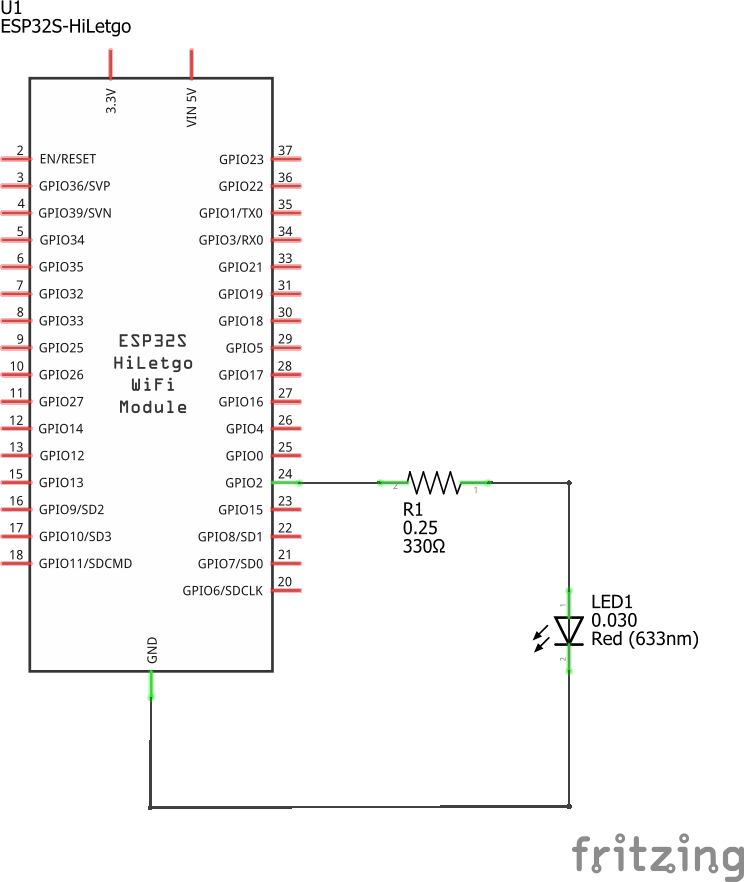 U1
ESP32S-HiLetgo
3.3V
VIN 5V
2 EN/RESET
3 GPIO36/SVP
4 GPIO39/SVN
5 GPIO34
6 GPIO35
7 GPIO32
8 GPIO33
9 GPIO25
10 GPIO26
11 GPIO27
12 GPIO14
13 GPIO12
15 GPIO13
16 GPIO9/SD2
17 GPIO10/SD3
18 GPIO11/SDCMD
ESP32S
HiLetgo
WiFi
Module
GPIO23 37
GPIO22 36
GPIO1/TX0 35
GPIO3/RX0 34
GPIO21 33
GPIO19 31
GPIO18 30
GPIO5 29
GPIO17 28
GPIO16 27
GPIO4 26
GPIO0 25
GPIO2 24
GPIO15 23
GPIO8/SD1 22
GPIO7/SD0 21
GPIO6/SDCLK 20
GND
2
1
R1
0.25
330Ω
1
2
LED1
0.030
Red (633nm)
fritzing